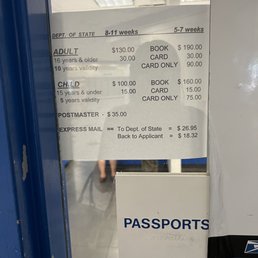 DEPT. OF STATE 8-11 weeks 5-7 weeks
ADULT $130.00 BOOK $ 190.00
16 years & older 30.00 CARD 30.00
16 years validity CARD ONLY 90.00
CHILD $ 100.00 BOOK $ 160.00
15 years & under 15.00 CARD 15.00
5 years validity CARD ONLY 75.00
POSTMASTER - $ 35.00
EXPRESS MAIL == To Dept. of State = $ 26.95
Back to Applicant = $ 18.32
PASSPORTS
USPS